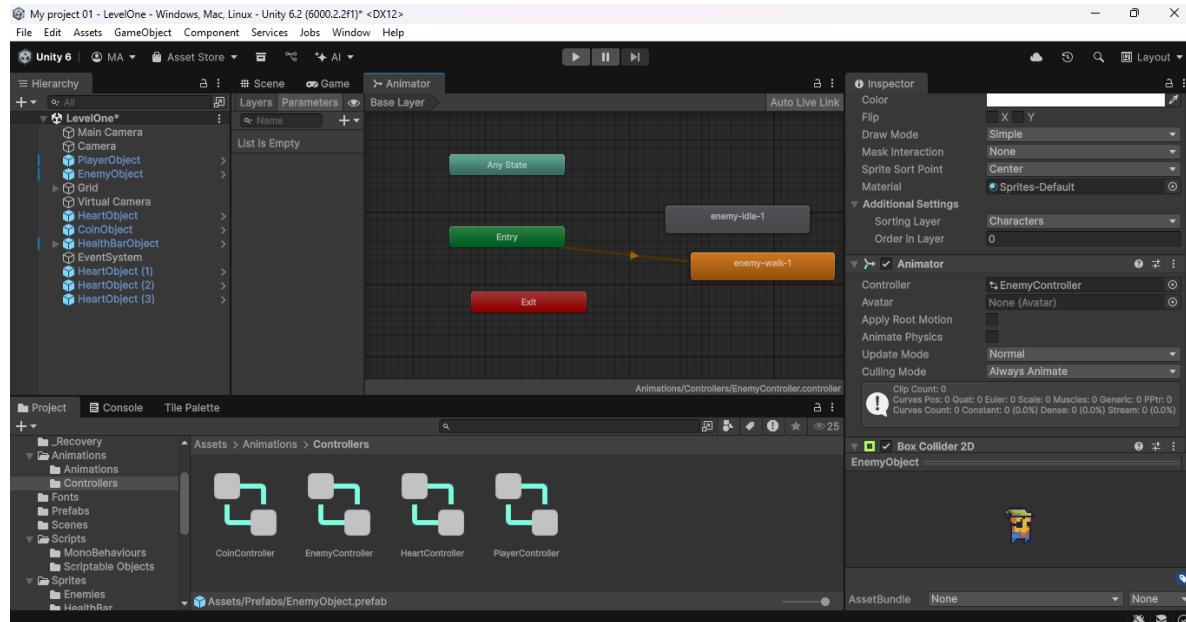 My project 01 - LevelOne - Windows, Mac, Linux - Unity 6.2 (6000.2.2f1)* <DX12>
File Edit Assets GameObject Component Services Jobs Window Help
Unity 6 MA Asset Store AI Layout
Hierarchy
All
LevelOne*
Main Camera
Camera
PlayerObject
EnemyObject
Grid
Virtual Camera
HeartObject
CoinObject
HealthBarObject
EventSystem
HeartObject (1)
HeartObject (2)
HeartObject (3)
Scene Game Animator
Layers Parameters Base Layer Auto Live Link
Name
List is Empty
Any State
enemy-idle-1
Entry
enemy-walk-1
Exit
Animations/Controllers/EnemyController.controller
Inspector
Color
Flip X Y
Draw Mode Simple
Mask Interaction None
Sprite Sort Point Center
Material Sprites-Default
Additional Settings
Sorting Layer Characters
Order in Layer 0
Animator
Controller EnemyController
Avatar None (Avatar)
Apply Root Motion
Animate Physics
Update Mode Normal
Culling Mode Always Animate
Clip Count: 0
Curves Pos: 0 Quat: 0 Euler: 0 Scale: 0 Muscles: 0 Generic: 0 PPtr: 0
Curves Count: 0 Constant: 0 (0.0%) Dense: 0 (0.0%) Stream: 0 (0.0%)
Box Collider 2D
EnemyObject
AssetBundle None None
Project Console Tile Palette
25
_Recovery
Animations
Animations
Controllers
Fonts
Prefabs
Scenes
Scripts
MonoBehaviours
Scriptable Objects
Sprites
Enemies
HealthBar
Assets > Animations > Controllers
CoinController EnemyController HeartController PlayerController
Assets/Prefabs/EnemyObject.prefab